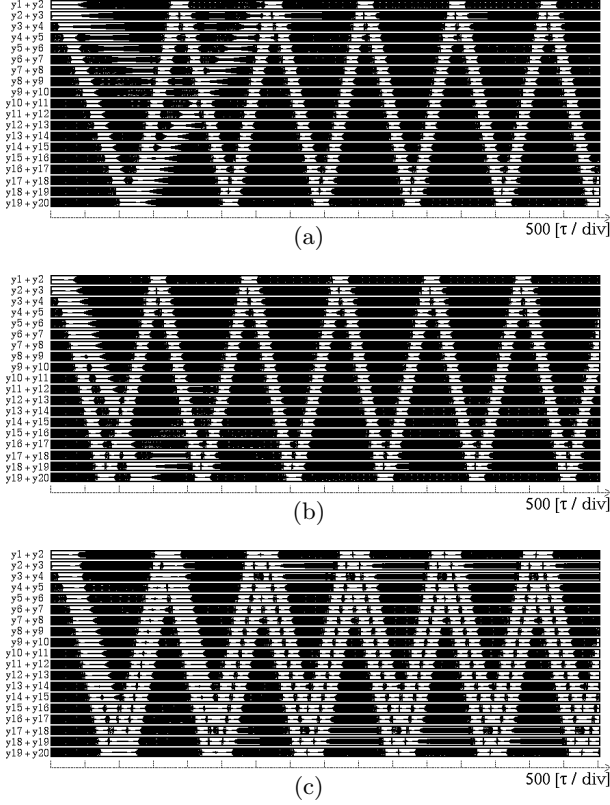 y1 + y2
y2 + y3
y3 + y4
y4 + y5
y5 + y6
y6 + y7
y7 + y8
y8 + y9
y9 + y10
y10 + y11
y11 + y12
y12 + y13
y13 + y14
y14 + y15
y15 + y16
y16 + y17
y17 + y18
y18 + y19
y19 + y20
500 [τ / div]
(a)
y1 + y2
y2 + y3
y3 + y4
y4 + y5
y5 + y6
y6 + y7
y7 + y8
y8 + y9
y9 + y10
y10 + y11
y11 + y12
y12 + y13
y13 + y14
y14 + y15
y15 + y16
y16 + y17
y17 + y18
y18 + y19
y19 + y20
500 [τ / div]
(b)
y1 + y2
y2 + y3
y3 + y4
y4 + y5
y5 + y6
y6 + y7
y7 + y8
y8 + y9
y9 + y10
y10 + y11
y11 + y12
y12 + y13
y13 + y14
y14 + y15
y15 + y16
y16 + y17
y17 + y18
y18 + y19
y19 + y20
500 [τ / div]
(c)